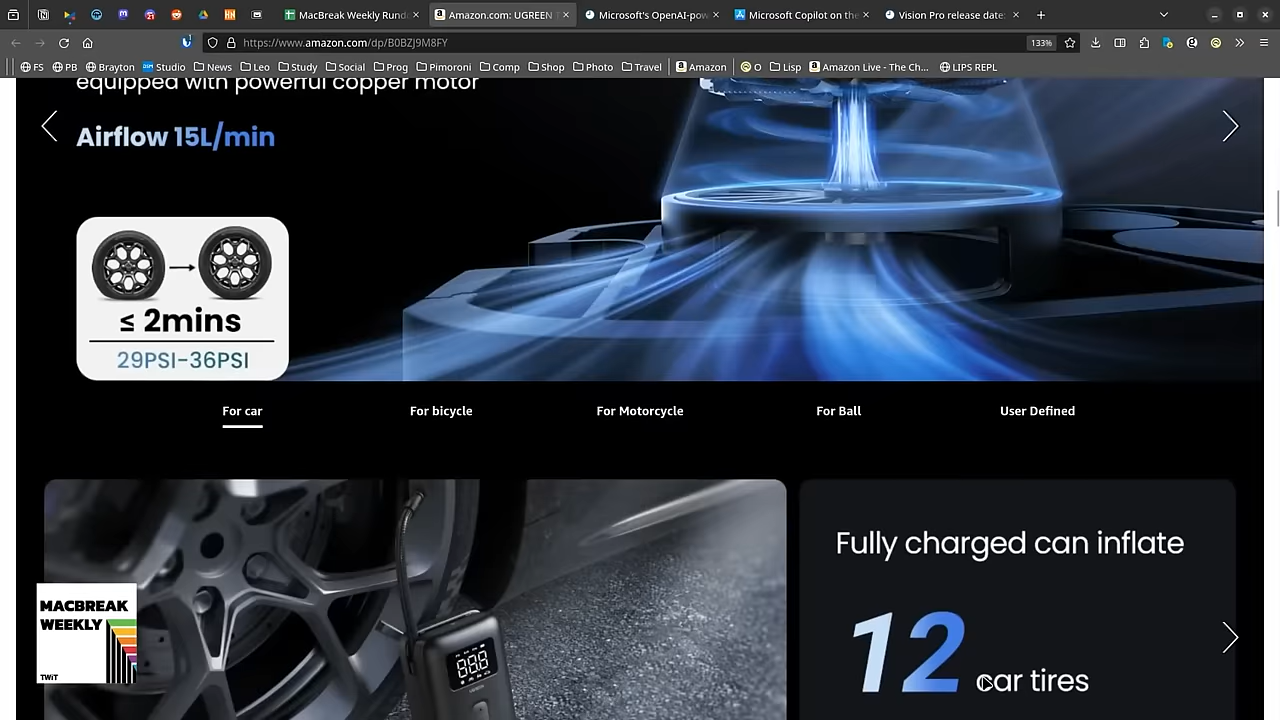 MacBreak Weekly Rund
Amazon.com: UGREEN T
Microsoft's OpenAI-pow
Microsoft Copilot on the
Vision Pro release date:
https://www.amazon.com/dp/B0BZJ9M8FY
133%
FS PB Brayton Studio News Leo Study Social Prog Pimoroni Comp Shop Photo Travel Amazon O Lisp Amazon Live - The Ch... LIPS REPL
equipped with powerful copper motor
Airflow 15L/min
≤ 2mins
29PSI-36PSI
For car For bicycle For Motorcycle For Ball User Defined
Fully charged can inflate
12 car tires
MACBREAK
WEEKLY
TWiT